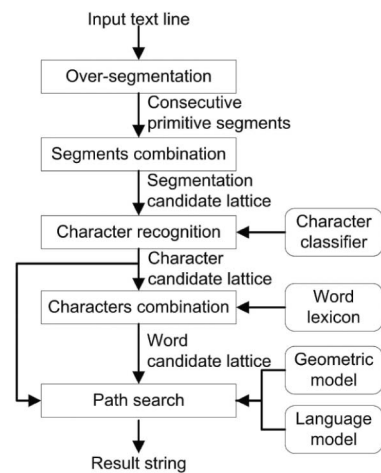 Input text line
Over-segmentation
Consecutive
primitive segments
Segments combination
Segmentation
candidate lattice
Character recognition
Character
classifier
Character
candidate lattice
Characters combination
Word
lexicon
Word
candidate lattice
Geometric
model
Path search
Language
model
Result string